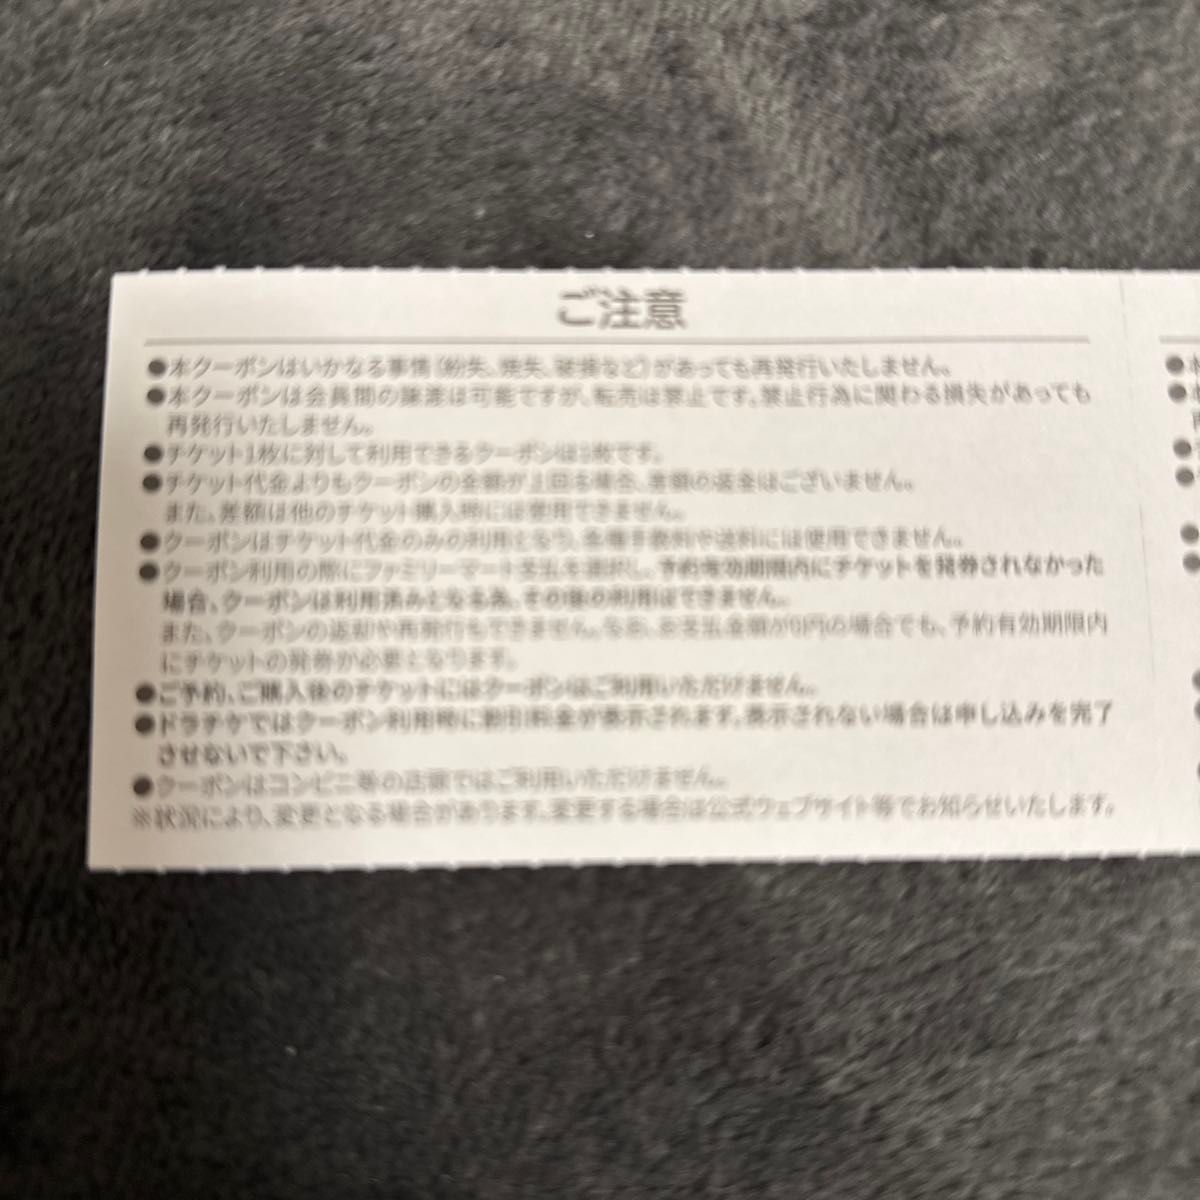 ご注意
●本クーポンはいかなる事情(紛失、焼失、破損など)があっても再発行いたしません。
●本クーポンは会員間の譲渡は可能ですが、転売は禁止です。禁止行為に関わる損失があっても
再発行いたしません。
●チケット1枚に対して利用できるクーポンは1枚です。
●チケット代金よりもクーポンの金額が上回る場合、差額の返金はございません。
また、差額は他のチケット購入時には使用できません。
●クーポンはチケット代金のみの利用となり、各種手数料や送料には使用できません。
●クーポン利用の際にファミリーマート支払を選択し、予約有効期限内にチケットを発券されなかった
場合、クーポンは利用済みとなる為、その後の利用はできません。
また、クーポンの返却や再発行もできません。なお、お支払金額が0円の場合でも、予約有効期限内
にチケットの発券が必要となります。
●ご予約、ご購入後のチケットにはクーポンはご利用いただけません。
●ドラチケではクーポン利用時に割引料金が表示されます。表示されない場合は申し込みを完了
させないで下さい。
●クーポンはコンビニ等の店頭ではご利用いただけません。
※状況により、変更となる場合があります。変更する場合は公式ウェブサイト等でお知らせいたします。